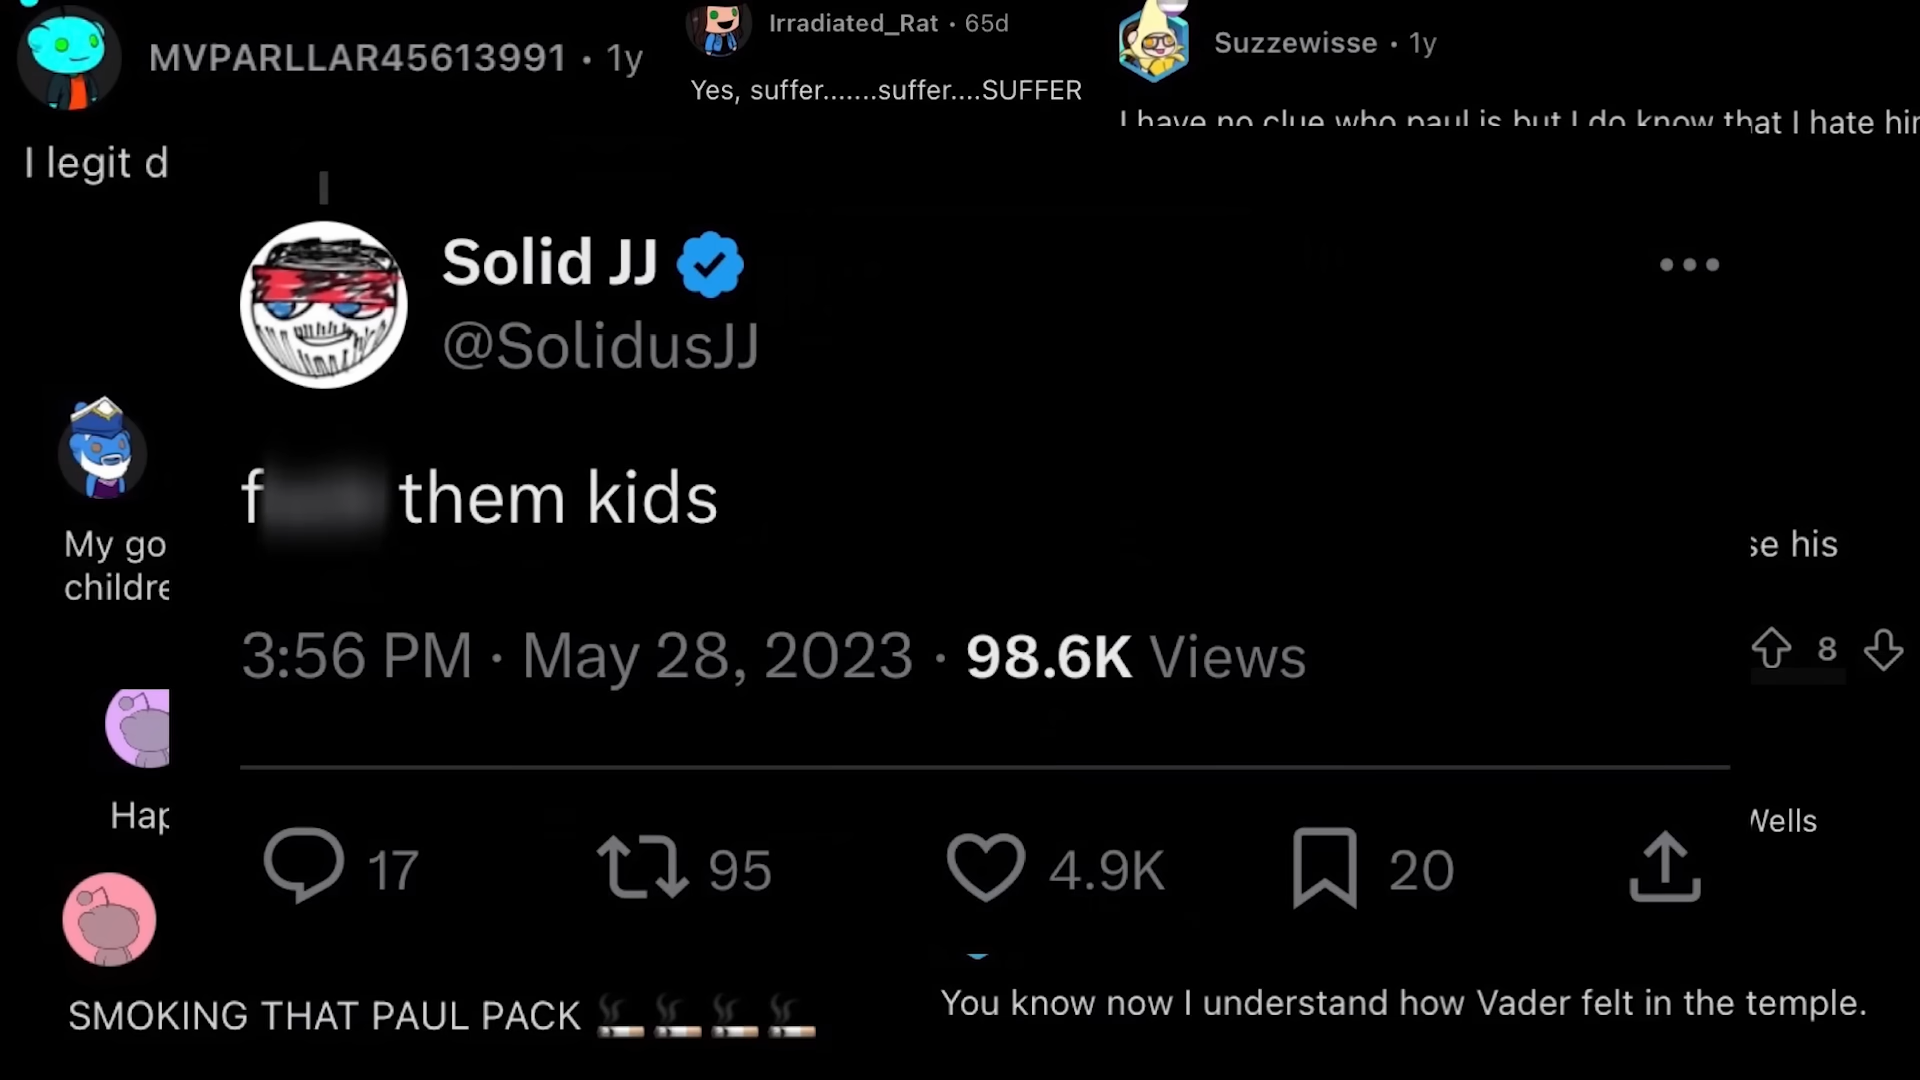 MVPARLLAR45613991 · 1y
Irradiated_Rat · 65d
Suzzewisse · 1y
Yes, suffer.......suffer....SUFFER
I have no clue who paul is but I do know that I hate hi
I legit d
Solid JJ
@SolidusJJ
f them kids
My go
se his
childre
3:56 PM · May 28, 2023 · 98.6K Views
8
Hap
Wells
17
95
4.9K
20
You know now I understand how Vader felt in the temple.
SMOKING THAT PAUL PACK 🚬🚬🚬🚬